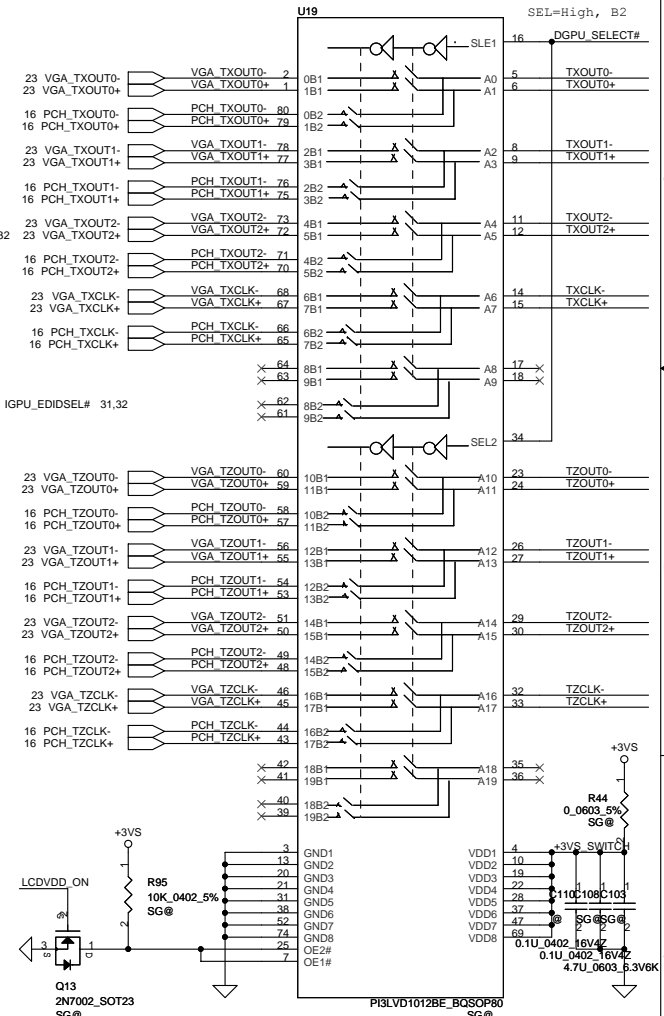 U19
SEL=High, B2
SLE1 16 DGPU_SELECT#
23 VGA_TXOUT0- VGA_TXOUT0- 2 0B1 A0 5 TXOUT0-
23 VGA_TXOUT0+ VGA_TXOUT0+ 1 1B1 A1 6 TXOUT0+
16 PCH_TXOUT0- PCH_TXOUT0- 80 0B2
16 PCH_TXOUT0+ PCH_TXOUT0+ 79 1B2
23 VGA_TXOUT1- VGA_TXOUT1- 78 2B1 A2 8 TXOUT1-
23 VGA_TXOUT1+ VGA_TXOUT1+ 77 3B1 A3 9 TXOUT1+
16 PCH_TXOUT1- PCH_TXOUT1- 76 2B2
16 PCH_TXOUT1+ PCH_TXOUT1+ 75 3B2
23 VGA_TXOUT2- VGA_TXOUT2- 73 4B1 A4 11 TXOUT2-
32 23 VGA_TXOUT2+ VGA_TXOUT2+ 72 5B1 A5 12 TXOUT2+
16 PCH_TXOUT2- PCH_TXOUT2- 71 4B2
16 PCH_TXOUT2+ PCH_TXOUT2+ 70 5B2
23 VGA_TXCLK- VGA_TXCLK- 68 6B1 A6 14 TXCLK-
23 VGA_TXCLK+ VGA_TXCLK+ 67 7B1 A7 15 TXCLK+
16 PCH_TXCLK- PCH_TXCLK- 66 6B2
16 PCH_TXCLK+ PCH_TXCLK+ 65 7B2
64 8B1 A8 17
63 9B1 A9 18
IGPU_EDIDSEL# 31,32 62 8B2
61 9B2
SEL2 34
23 VGA_TZOUT0- VGA_TZOUT0- 60 10B1 A10 23 TZOUT0-
23 VGA_TZOUT0+ VGA_TZOUT0+ 59 11B1 A11 24 TZOUT0+
16 PCH_TZOUT0- PCH_TZOUT0- 58 10B2
16 PCH_TZOUT0+ PCH_TZOUT0+ 57 11B2
23 VGA_TZOUT1- VGA_TZOUT1- 56 12B1 A12 26 TZOUT1-
23 VGA_TZOUT1+ VGA_TZOUT1+ 55 13B1 A13 27 TZOUT1+
16 PCH_TZOUT1- PCH_TZOUT1- 54 12B2
16 PCH_TZOUT1+ PCH_TZOUT1+ 53 13B2
23 VGA_TZOUT2- VGA_TZOUT2- 51 14B1 A14 29 TZOUT2-
23 VGA_TZOUT2+ VGA_TZOUT2+ 50 15B1 A15 30 TZOUT2+
16 PCH_TZOUT2- PCH_TZOUT2- 49 14B2
16 PCH_TZOUT2+ PCH_TZOUT2+ 48 15B2
23 VGA_TZCLK- VGA_TZCLK- 46 16B1 A16 32 TZCLK-
23 VGA_TZCLK+ VGA_TZCLK+ 45 17B1 A17 33 TZCLK+
16 PCH_TZCLK- PCH_TZCLK- 44 16B2
16 PCH_TZCLK+ PCH_TZCLK+ 43 17B2
42 18B1 A18 35
41 19B1 A19 36
40 18B2
39 19B2
+3VS
1
R44
0_0603_5%
SG@
2
+3VS
+3VS_SWITCH
3 GND1 VDD1 4
13 GND2 VDD2 10
20 GND3 VDD3 19
21 GND4 VDD4 22
31 GND5 VDD5 28
38 GND6 VDD6 37
52 GND7 VDD7 47
74 GND8 VDD8 69
25 OE2#
7 OE1#
LCDVDD_ON
1
R95
10K_0402_5%
SG@
2
3 S G 2 D 1
Q13
2N7002_SOT23
SG@
C110 C108 C103
1 1 1
2 2 2
@ SG@ SG@
0.1U_0402_16V4Z
0.1U_0402_16V4Z
4.7U_0603_6.3V6K
PI3LVD1012BE_BQSOP80
SG@